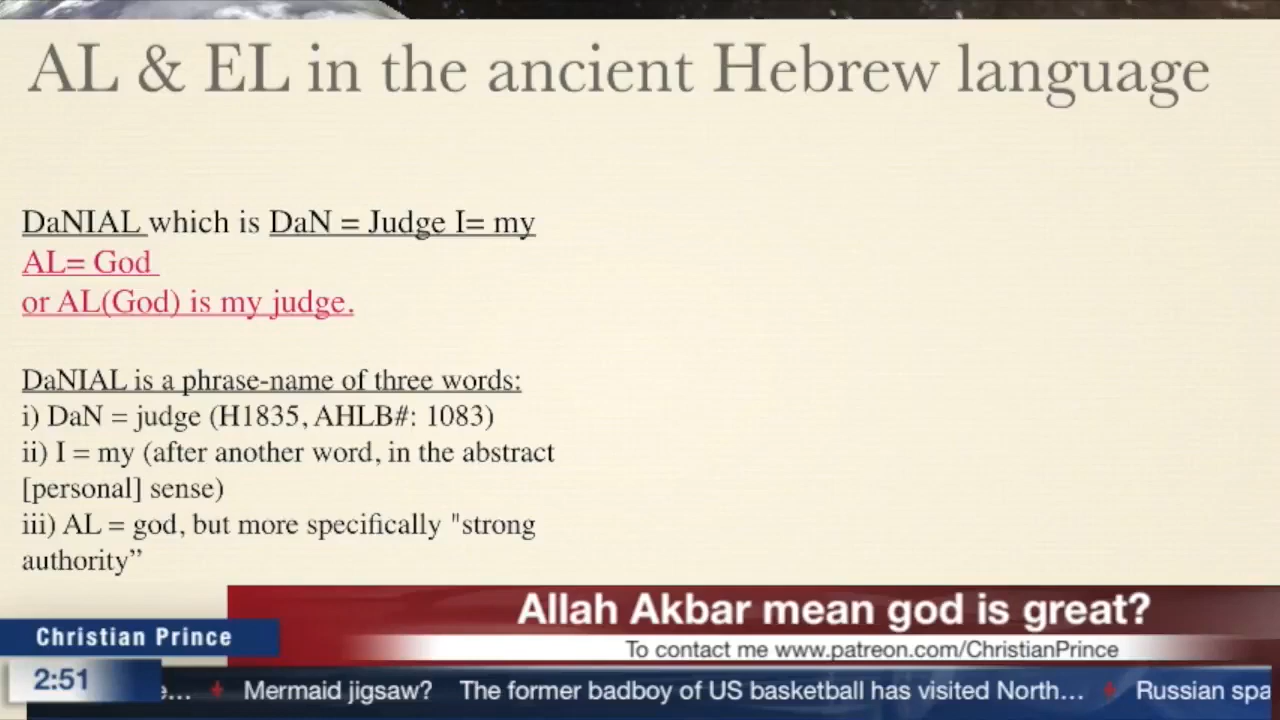 AL & EL in the ancient Hebrew language
DaNIAL which is DaN = Judge I= my
AL= God
or AL(God) is my judge.
DaNIAL is a phrase-name of three words:
i) DaN = judge (H1835, AHLB#: 1083)
ii) I = my (after another word, in the abstract
[personal] sense)
iii) AL = god, but more specifically "strong
authority”
Allah Akbar mean god is great?
Christian Prince
To contact me www.patreon.com/ChristianPrince
2:51
e... Mermaid jigsaw? The former badboy of US basketball has visited North... Russian spa